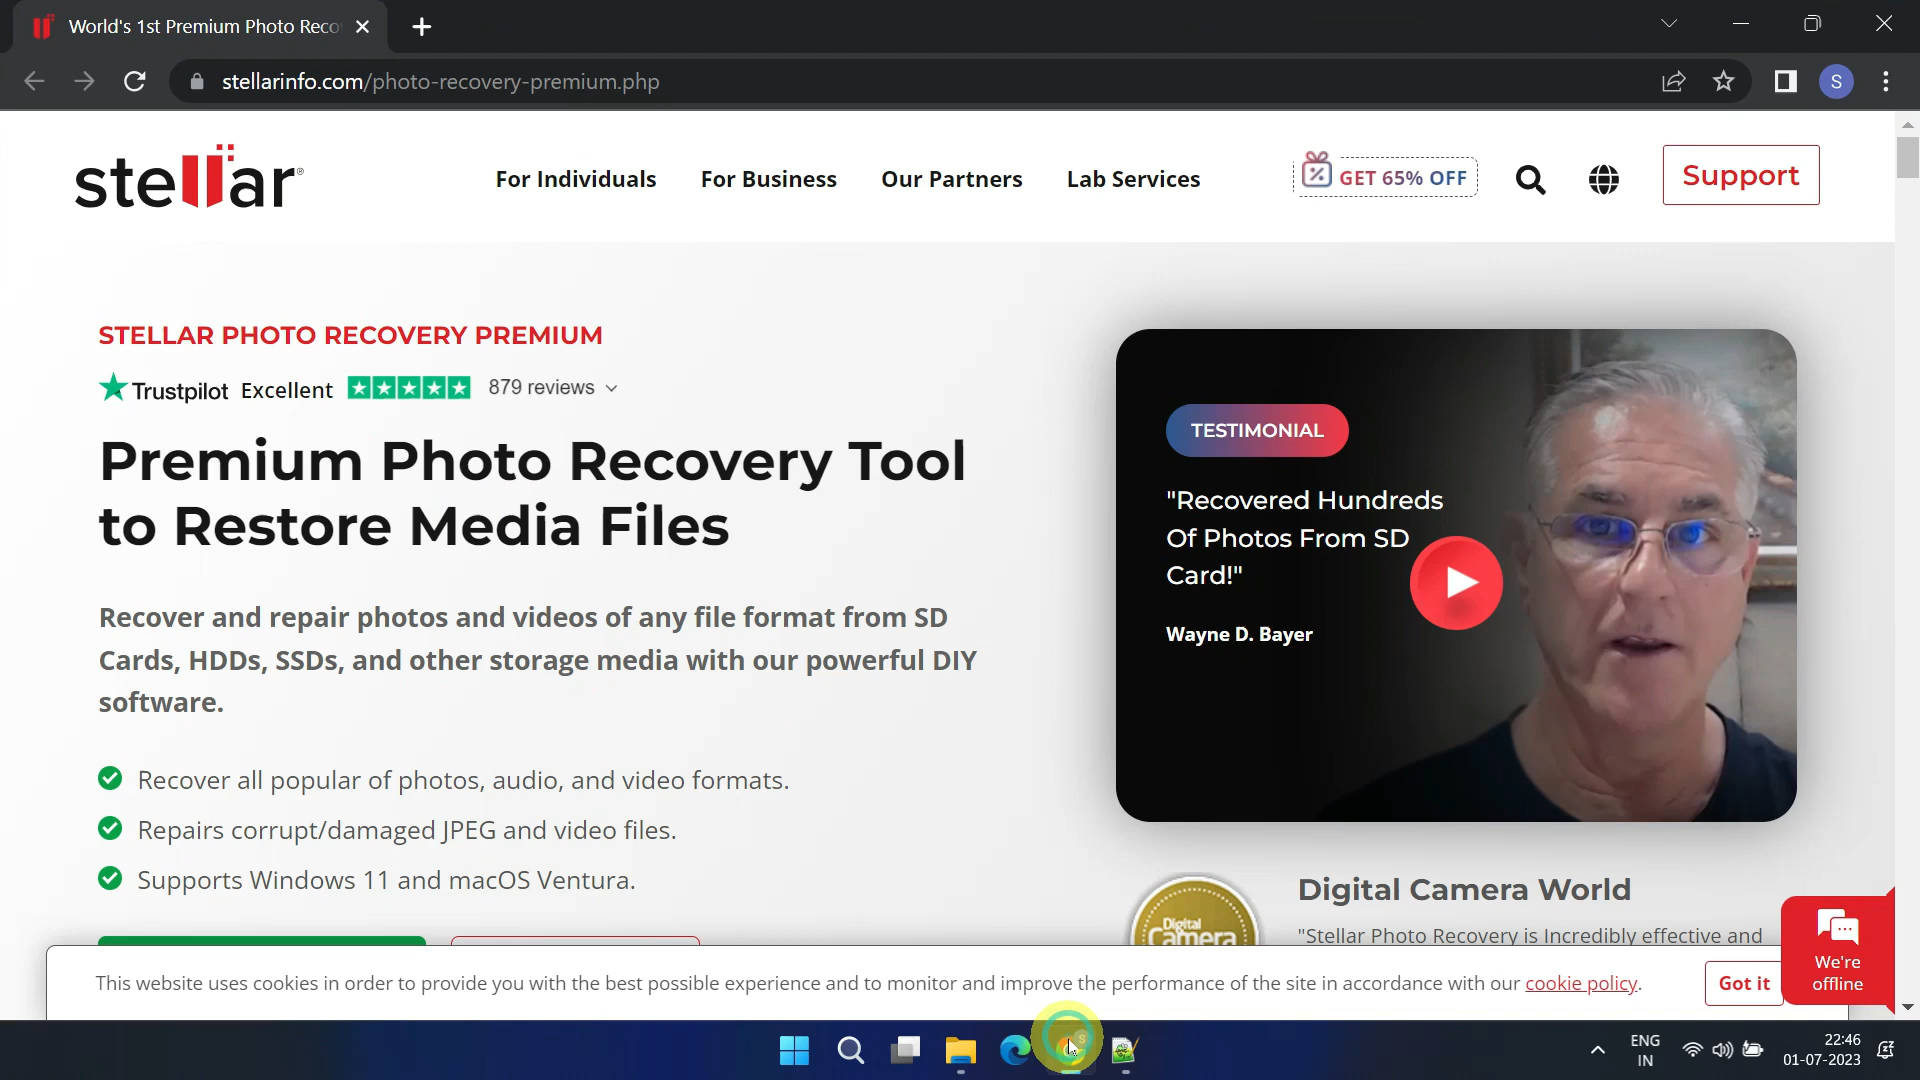 World's 1st Premium Photo Reco
stellarinfo.com/photo-recovery-premium.php
S
stellar®
For Individuals
For Business
Our Partners
Lab Services
GET 65% OFF
Support
STELLAR PHOTO RECOVERY PREMIUM
Trustpilot Excellent 879 reviews
Premium Photo Recovery Tool
to Restore Media Files
Recover and repair photos and videos of any file format from SD
Cards, HDDs, SSDs, and other storage media with our powerful DIY
software.
Recover all popular of photos, audio, and video formats.
Repairs corrupt/damaged JPEG and video files.
Supports Windows 11 and macOS Ventura.
TESTIMONIAL
"Recovered Hundreds
Of Photos From SD
Card!"
Wayne D. Bayer
Digital
Camera
Digital Camera World
"Stellar Photo Recovery is Incredibly effective and
We're
offline
This website uses cookies in order to provide you with the best possible experience and to monitor and improve the performance of the site in accordance with our cookie policy.
Got it
ENG
IN
22:46
01-07-2023